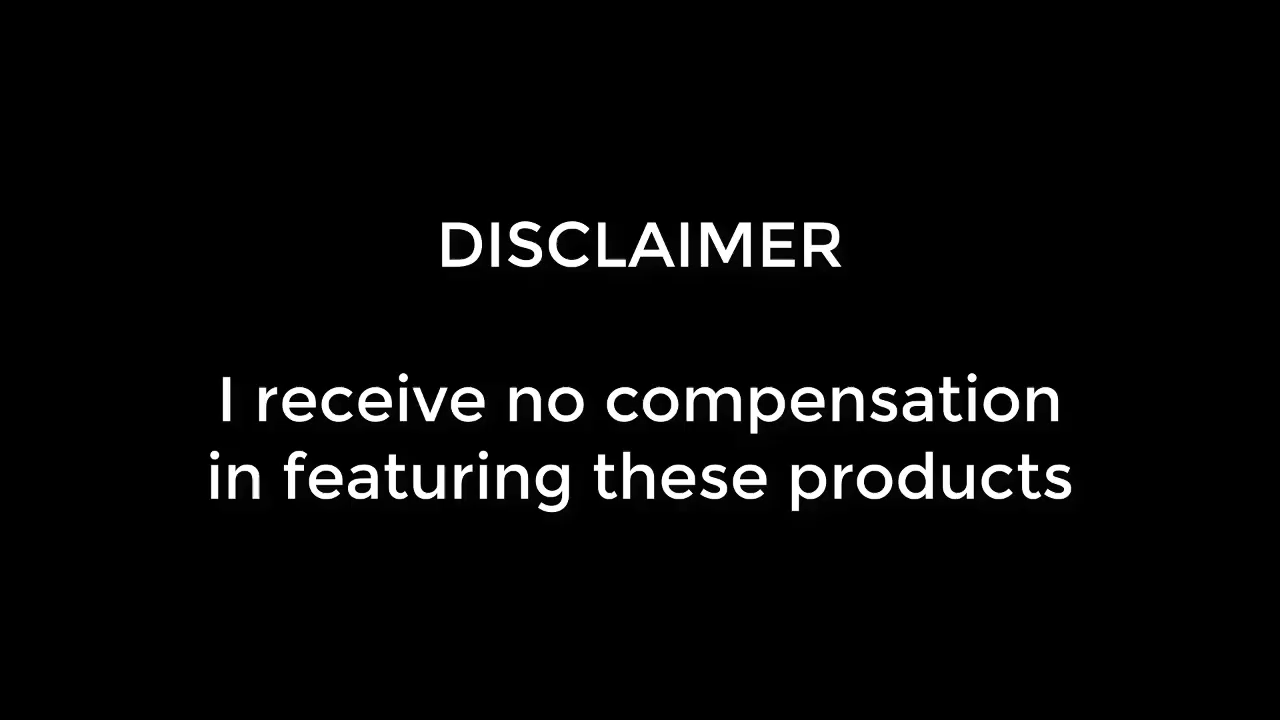 DISCLAIMER
I receive no compensation
in featuring these products